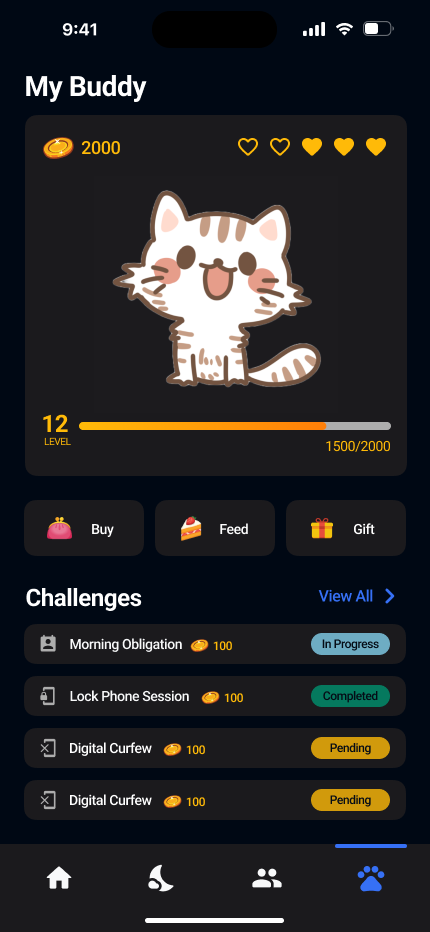 9:41
My Buddy
2000
12
LEVEL
1500/2000
Buy
Feed
Gift
Challenges
View All
Morning Obligation 100 In Progress
Lock Phone Session 100 Completed
Digital Curfew 100 Pending
Digital Curfew 100 Pending